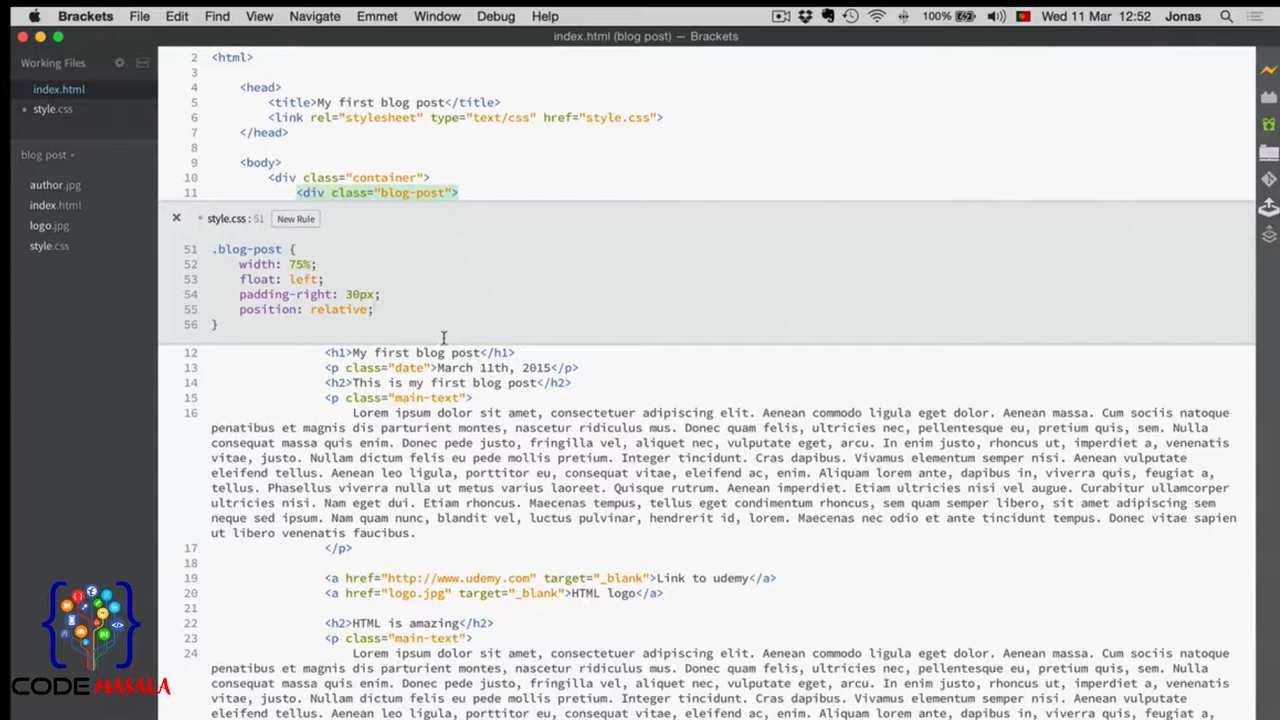 Brackets File Edit Find View Navigate Emmet Window Debug Help 100% Wed 11 Mar 12:52 Jonas
index.html (blog post) — Brackets
Working Files
index.html
style.css
blog post
author.jpg
index.html
logo.jpg
style.css
2 <html>
3
4 <head>
5 <title>My first blog post</title>
6 <link rel="stylesheet" type="text/css" href="style.css">
7 </head>
8
9 <body>
10 <div class="container">
11 <div class="blog-post">
× • style.css : 51 New Rule
51 .blog-post {
52 width: 75%;
53 float: left;
54 padding-right: 30px;
55 position: relative;
56 }
12 <h1>My first blog post</h1>
13 <p class="date">March 11th, 2015</p>
14 <h2>This is my first blog post</h2>
15 <p class="main-text">
16 Lorem ipsum dolor sit amet, consectetuer adipiscing elit. Aenean commodo ligula eget dolor. Aenean massa. Cum sociis natoque
penatibus et magnis dis parturient montes, nascetur ridiculus mus. Donec quam felis, ultricies nec, pellentesque eu, pretium quis, sem. Nulla
consequat massa quis enim. Donec pede justo, fringilla vel, aliquet nec, vulputate eget, arcu. In enim justo, rhoncus ut, imperdiet a, venenatis
vitae, justo. Nullam dictum felis eu pede mollis pretium. Integer tincidunt. Cras dapibus. Vivamus elementum semper nisi. Aenean vulputate
eleifend tellus. Aenean leo ligula, porttitor eu, consequat vitae, eleifend ac, enim. Aliquam lorem ante, dapibus in, viverra quis, feugiat a,
tellus. Phasellus viverra nulla ut metus varius laoreet. Quisque rutrum. Aenean imperdiet. Etiam ultricies nisi vel augue. Curabitur ullamcorper
ultricies nisi. Nam eget dui. Etiam rhoncus. Maecenas tempus, tellus eget condimentum rhoncus, sem quam semper libero, sit amet adipiscing sem
neque sed ipsum. Nam quam nunc, blandit vel, luctus pulvinar, hendrerit id, lorem. Maecenas nec odio et ante tincidunt tempus. Donec vitae sapien
ut libero venenatis faucibus.
17 </p>
18
19 <a href="http://www.udemy.com" target="_blank">Link to udemy</a>
20 <a href="logo.jpg" target="_blank">HTML logo</a>
21
22 <h2>HTML is amazing</h2>
23 <p class="main-text">
24 Lorem ipsum dolor sit amet, consectetuer adipiscing elit. Aenean commodo ligula eget dolor. Aenean massa. Cum sociis natoque
penatibus et magnis dis parturient montes, nascetur ridiculus mus. Donec quam felis, ultricies nec, pellentesque eu, pretium quis, sem. Nulla
consequat massa quis enim. Donec pede justo, fringilla vel, aliquet nec, vulputate eget, arcu. In enim justo, rhoncus ut, imperdiet a, venenatis
vitae, justo. Nullam dictum felis eu pede mollis pretium. Integer tincidunt. Cras dapibus. Vivamus elementum semper nisi. Aenean vulputate
eleifend tellus. Aenean leo ligula, porttitor eu, consequat vitae, eleifend ac, enim. Aliquam lorem ante, dapibus in, viverra quis, feugiat a,
CODE MASALA